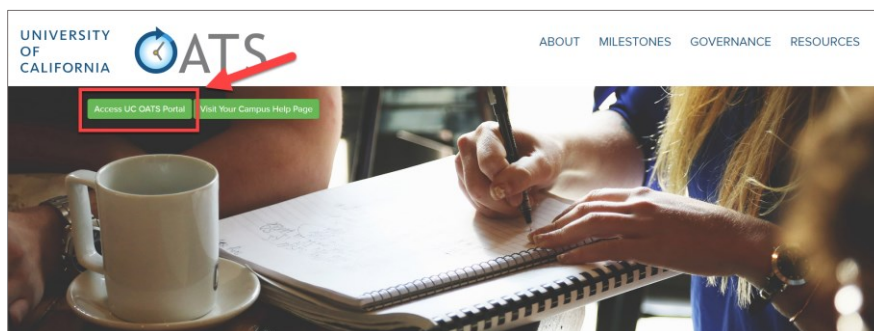 UNIVERSITY
OF
CALIFORNIA
OATS
ABOUT MILESTONES GOVERNANCE RESOURCES
Access UC OATS Portal Visit Your Campus Help Page